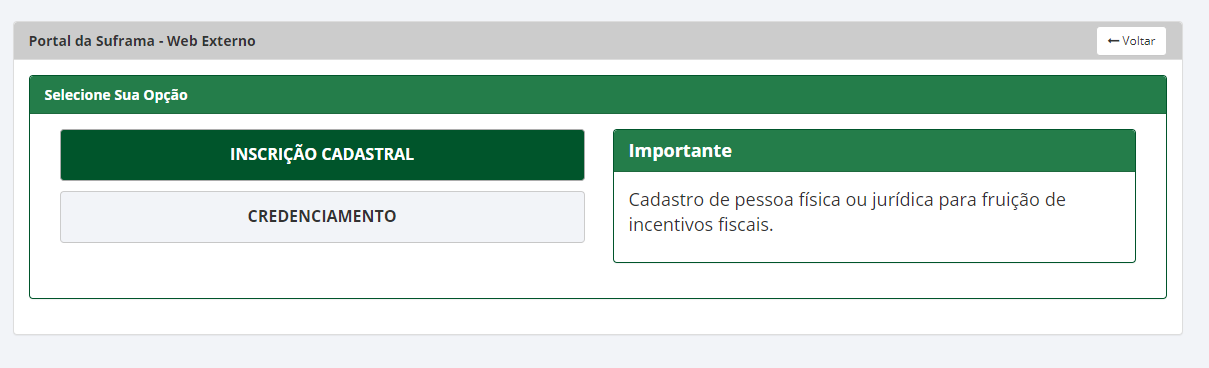 Portal da Suframa - Web Externo
← Voltar
Selecione Sua Opção
INSCRIÇÃO CADASTRAL
CREDENCIAMENTO
Importante
Cadastro de pessoa física ou jurídica para fruição de
incentivos fiscais.